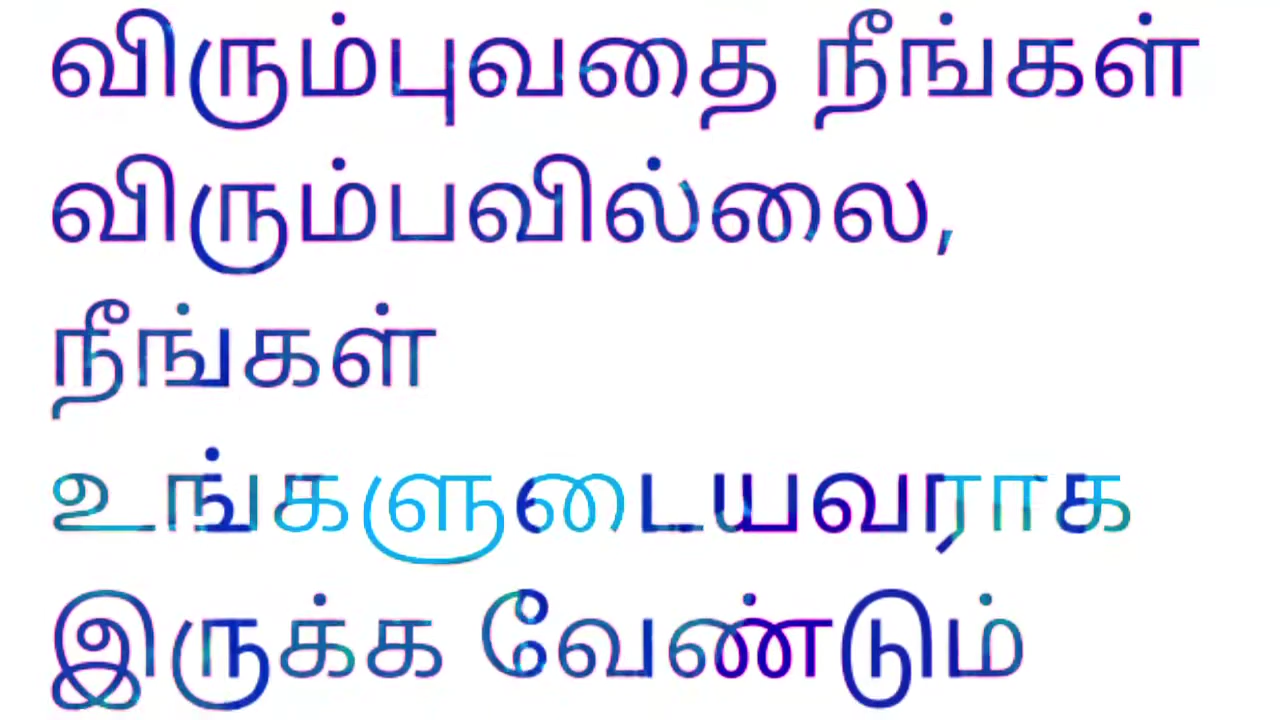 விரும்புவதை நீங்கள்
விரும்பவில்லை,
நீங்கள்
உங்களுடையவராக
இருக்க வேண்டும்